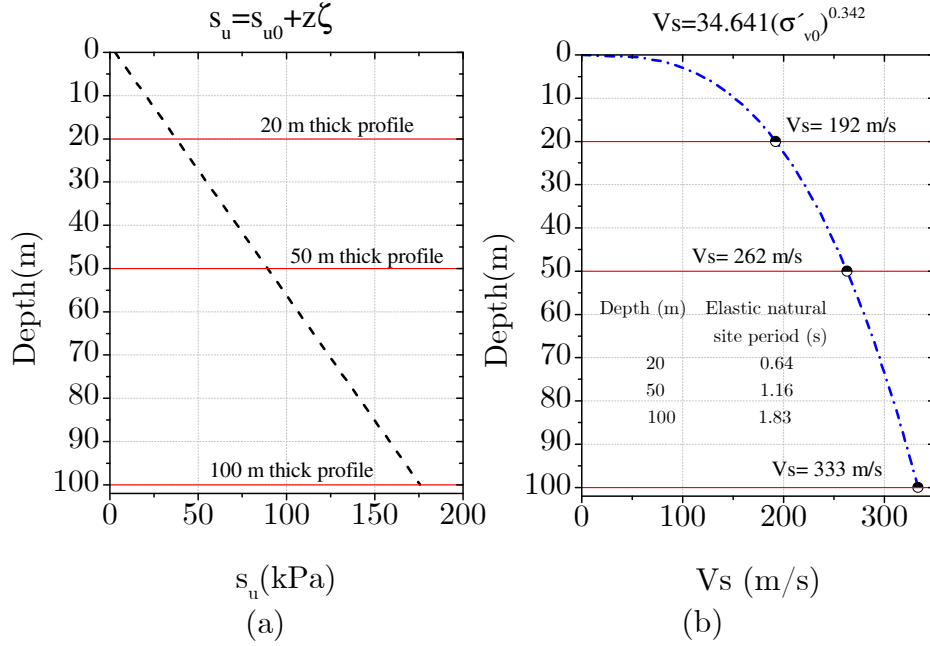 s_u=s_u0+zζ
0
10
20
30
40
50
60
70
80
90
100
Depth(m)
20 m thick profile
50 m thick profile
100 m thick profile
0 50 100 150 200
s_u(kPa)
(a)
Vs=34.641(σ´_v0)^0.342
0
10
20
30
40
50
60
70
80
90
100
Depth(m)
Vs= 192 m/s
Vs= 262 m/s
Depth (m) Elastic natural
site period (s)
20 0.64
50 1.16
100 1.83
Vs= 333 m/s
0 100 200 300
Vs (m/s)
(b)